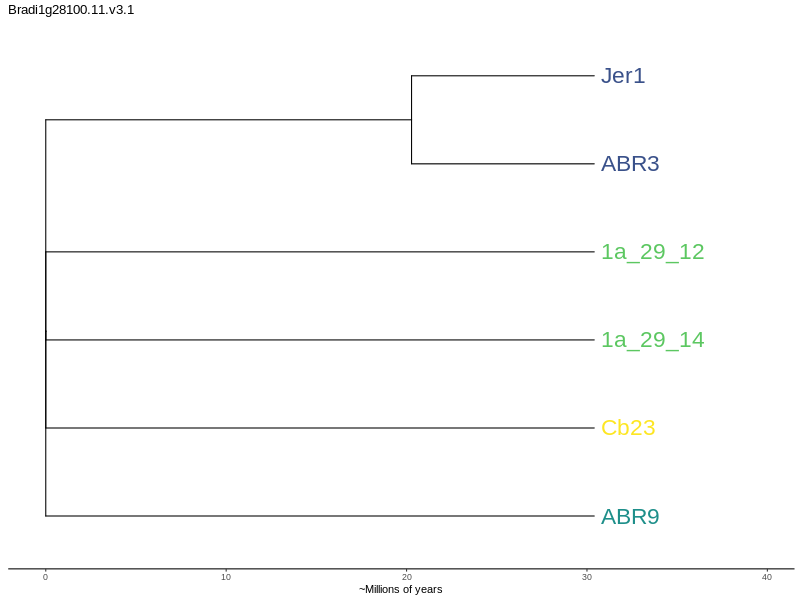 Bradi1g28100.11.v3.1
Jer1
ABR3
1a_29_12
1a_29_14
Cb23
ABR9
0 10 20 30 40
~Millions of years